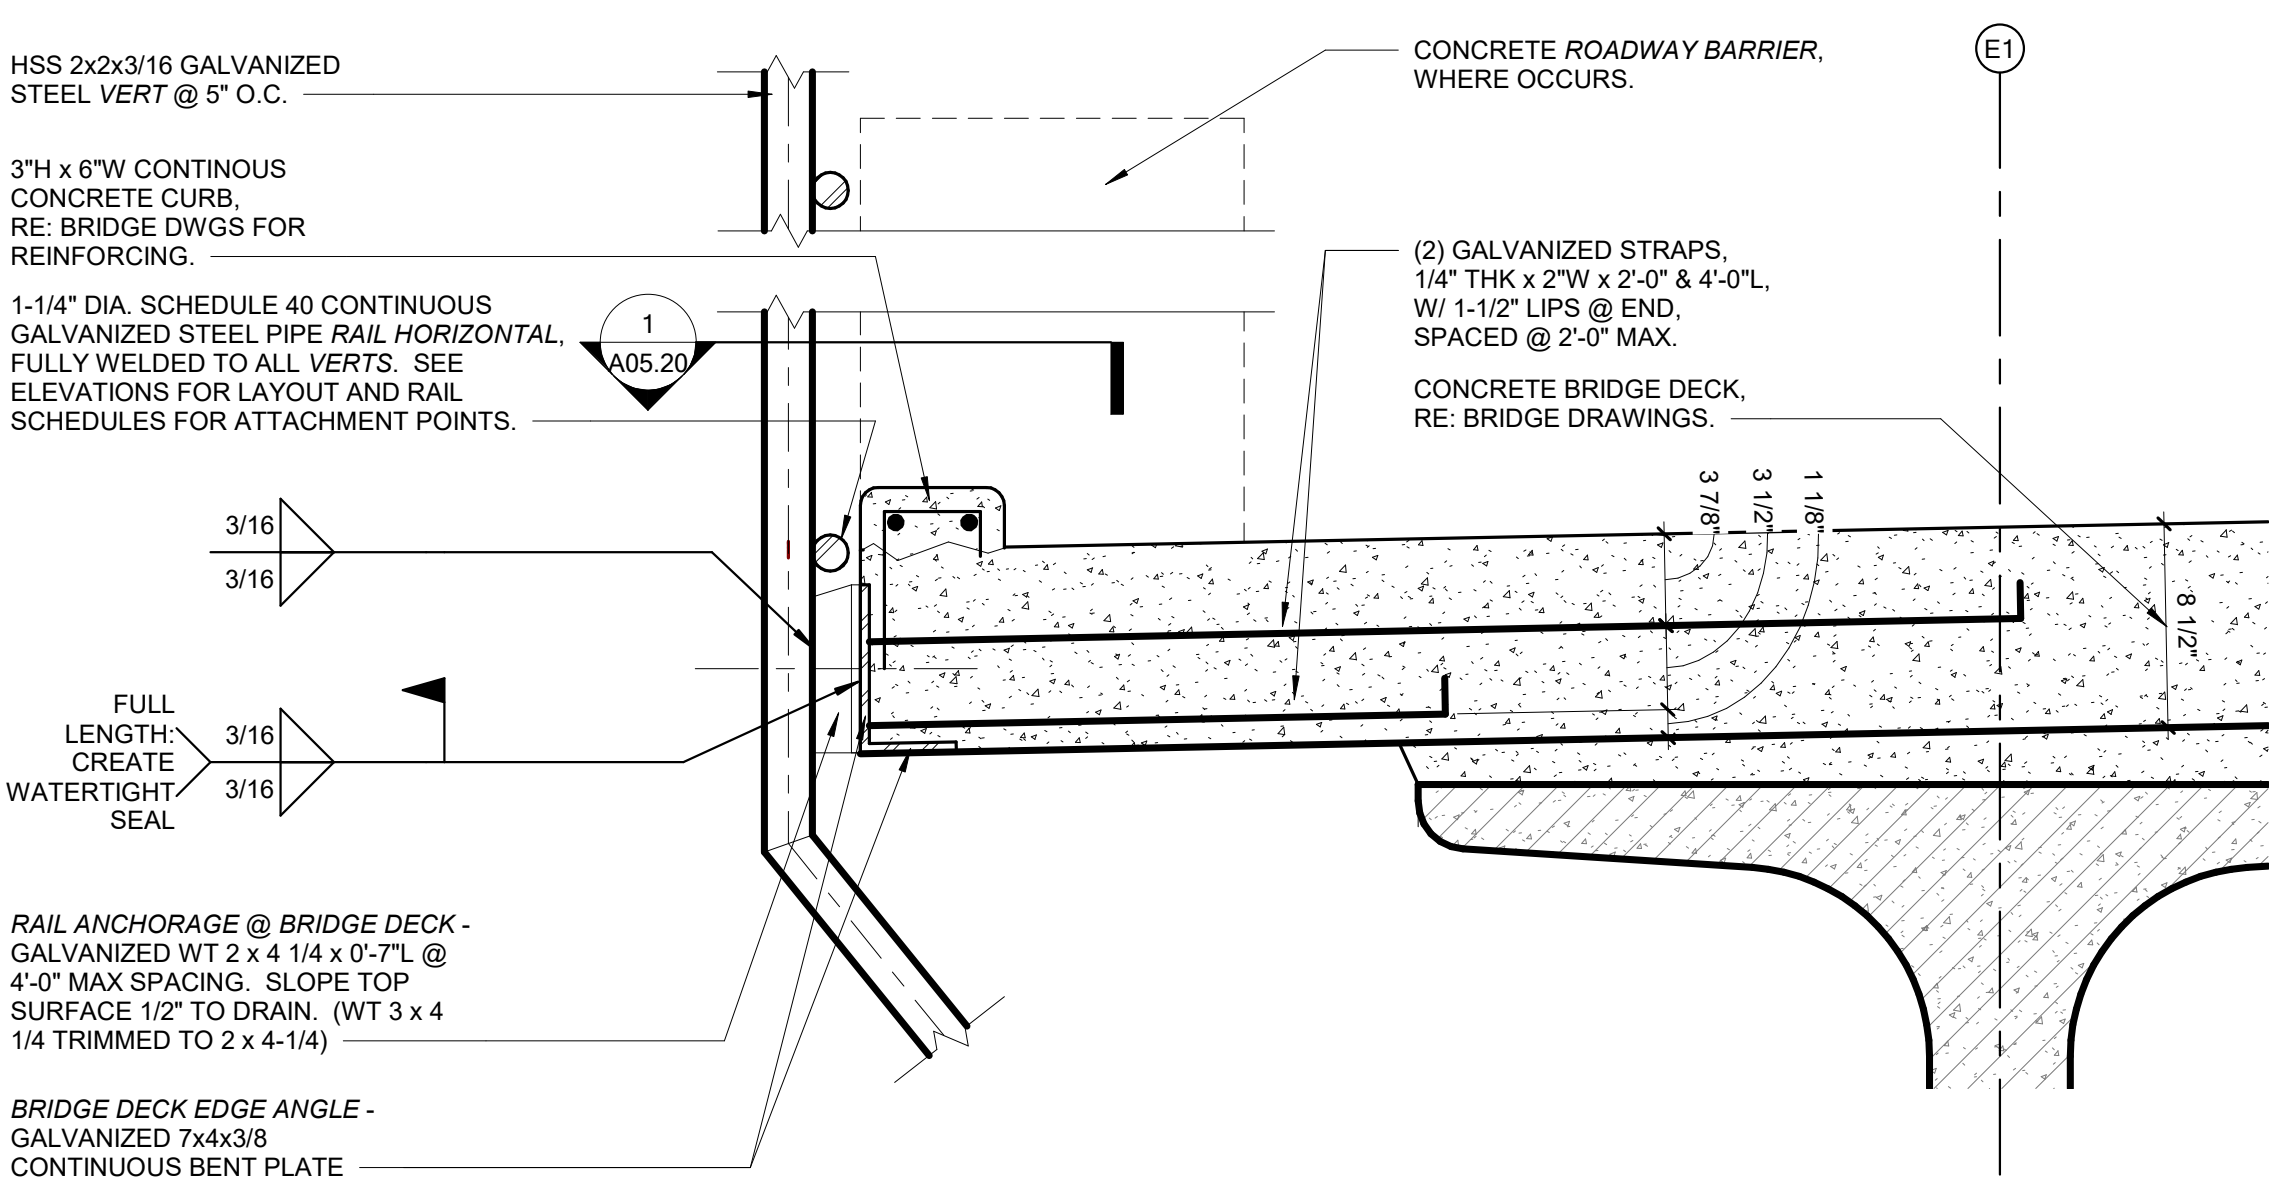 HSS 2x2x3/16 GALVANIZED
STEEL VERT @ 5" O.C.
3"H x 6"W CONTINOUS
CONCRETE CURB,
RE: BRIDGE DWGS FOR
REINFORCING.
1-1/4" DIA. SCHEDULE 40 CONTINUOUS
GALVANIZED STEEL PIPE RAIL HORIZONTAL,
FULLY WELDED TO ALL VERTS.  SEE
ELEVATIONS FOR LAYOUT AND RAIL
SCHEDULES FOR ATTACHMENT POINTS.
1
A05.20
3/16
3/16
FULL
LENGTH:
CREATE
WATERTIGHT
SEAL
3/16
3/16
RAIL ANCHORAGE @ BRIDGE DECK -
GALVANIZED WT 2 x 4 1/4 x 0'-7"L @
4'-0" MAX SPACING.  SLOPE TOP
SURFACE 1/2" TO DRAIN.  (WT 3 x 4
1/4 TRIMMED TO 2 x 4-1/4)
BRIDGE DECK EDGE ANGLE -
GALVANIZED 7x4x3/8
CONTINUOUS BENT PLATE
CONCRETE ROADWAY BARRIER,
WHERE OCCURS.
E1
(2) GALVANIZED STRAPS,
1/4" THK x 2"W x 2'-0" & 4'-0"L,
W/ 1-1/2" LIPS @ END,
SPACED @ 2'-0" MAX.
CONCRETE BRIDGE DECK,
RE: BRIDGE DRAWINGS.
3 7/8"
3 1/2"
1 1/8"
8 1/2"